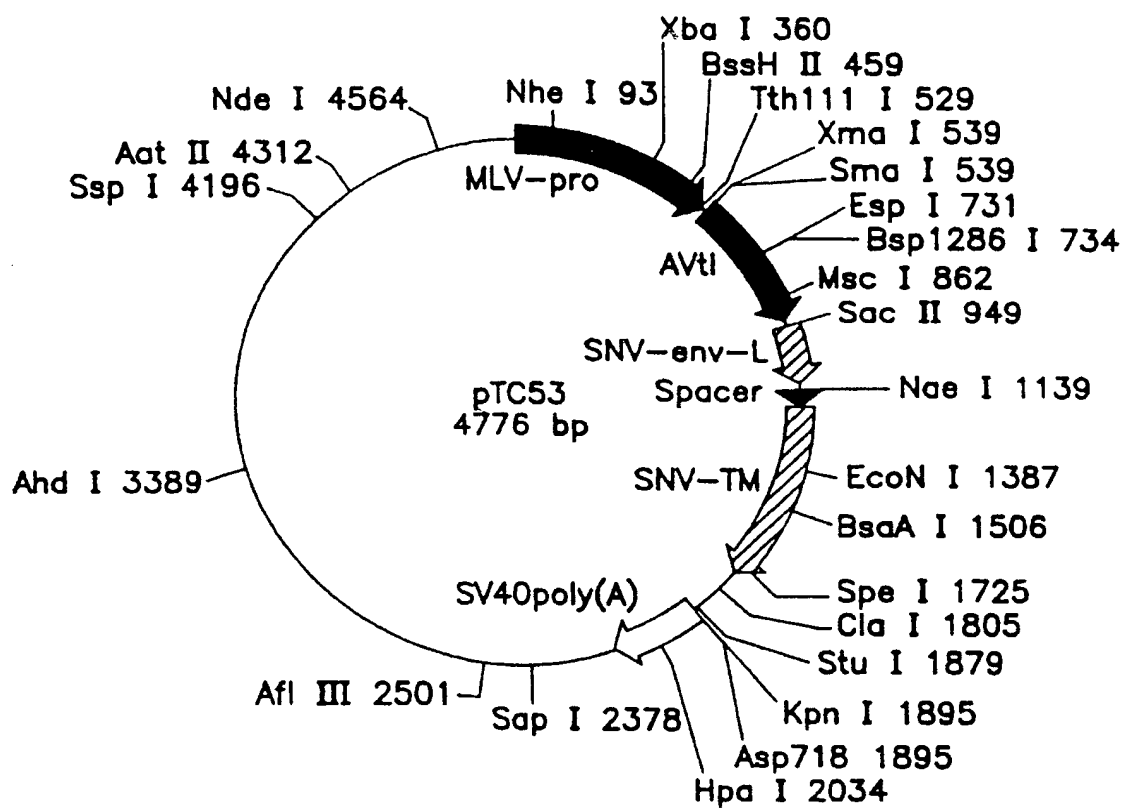 Xba I 360
BssH II 459
Nhe I 93
Tth111 I 529
Nde I 4564
Xma I 539
Aat II 4312
Sma I 539
MLV-pro
Ssp I 4196
Esp I 731
Bsp1286 I 734
AVtl
Msc I 862
Sac II 949
SNV-env-L
Spacer
Nae I 1139
pTC53
4776 bp
Ahd I 3389
SNV-TM
EcoN I 1387
BsaA I 1506
SV40poly(A)
Spe I 1725
Cla I 1805
Stu I 1879
Afl III 2501
Sap I 2378
Kpn I 1895
Asp718 1895
Hpa I 2034